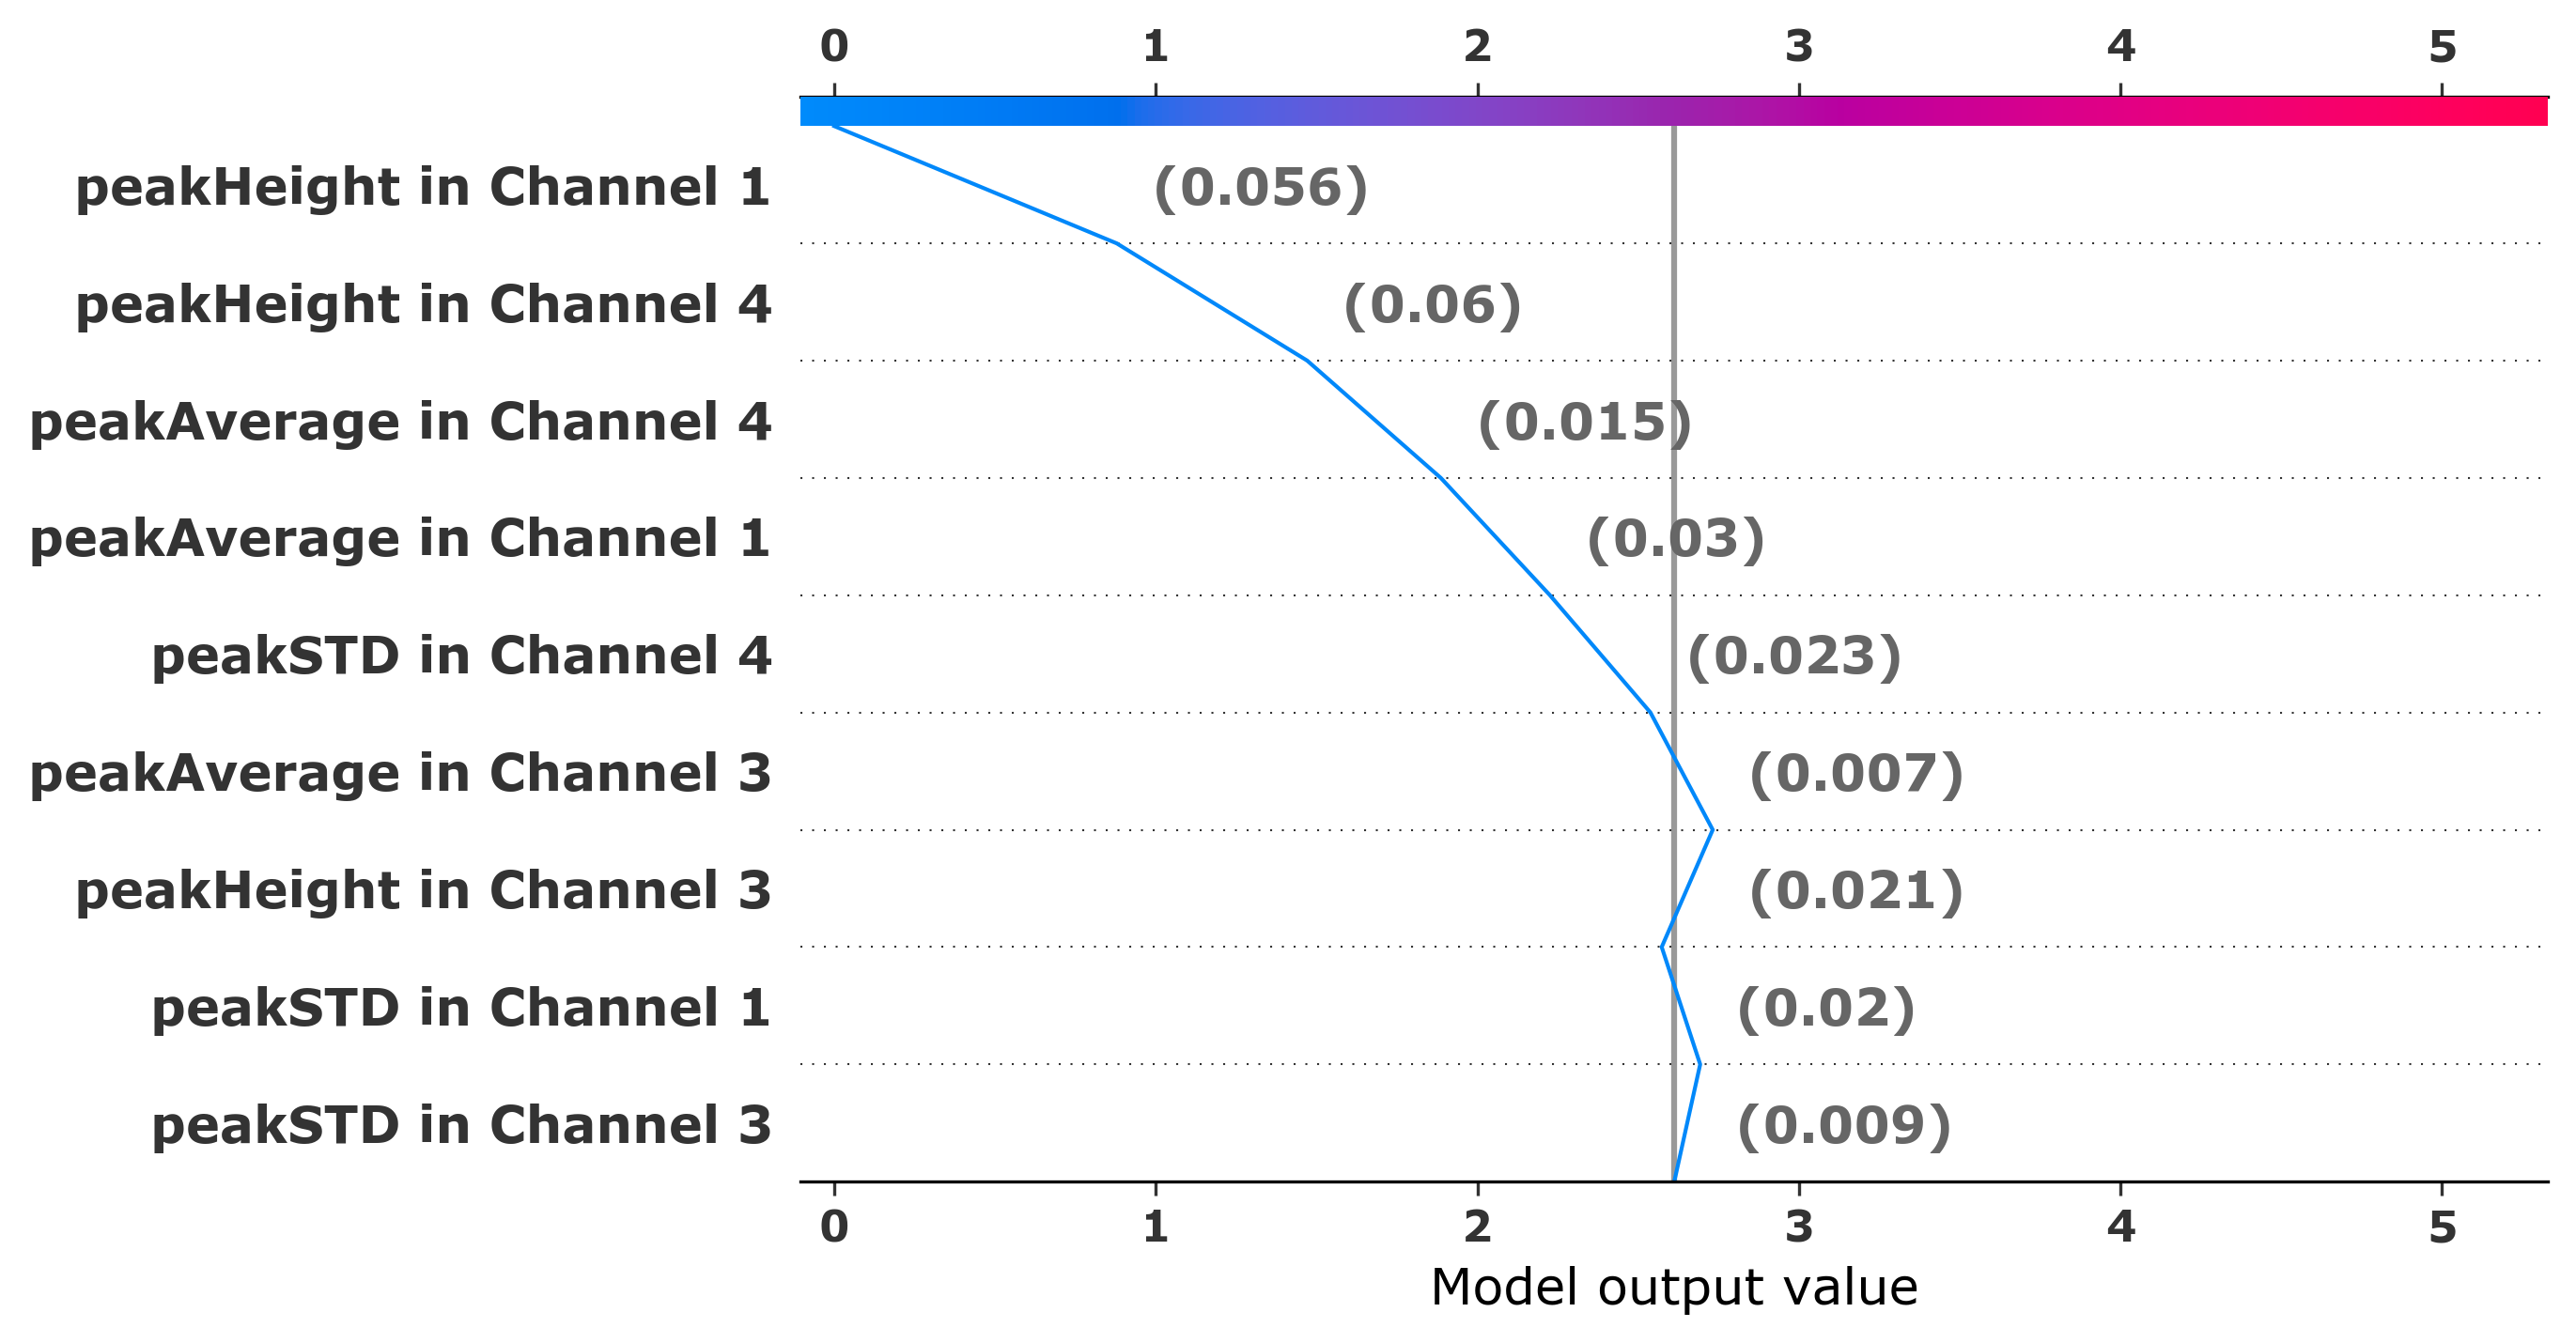 0 1 2 3 4 5
peakHeight in Channel 1 (0.056)
peakHeight in Channel 4 (0.06)
peakAverage in Channel 4 (0.015)
peakAverage in Channel 1 (0.03)
peakSTD in Channel 4 (0.023)
peakAverage in Channel 3 (0.007)
peakHeight in Channel 3 (0.021)
peakSTD in Channel 1 (0.02)
peakSTD in Channel 3 (0.009)
0 1 2 3 4 5
Model output value